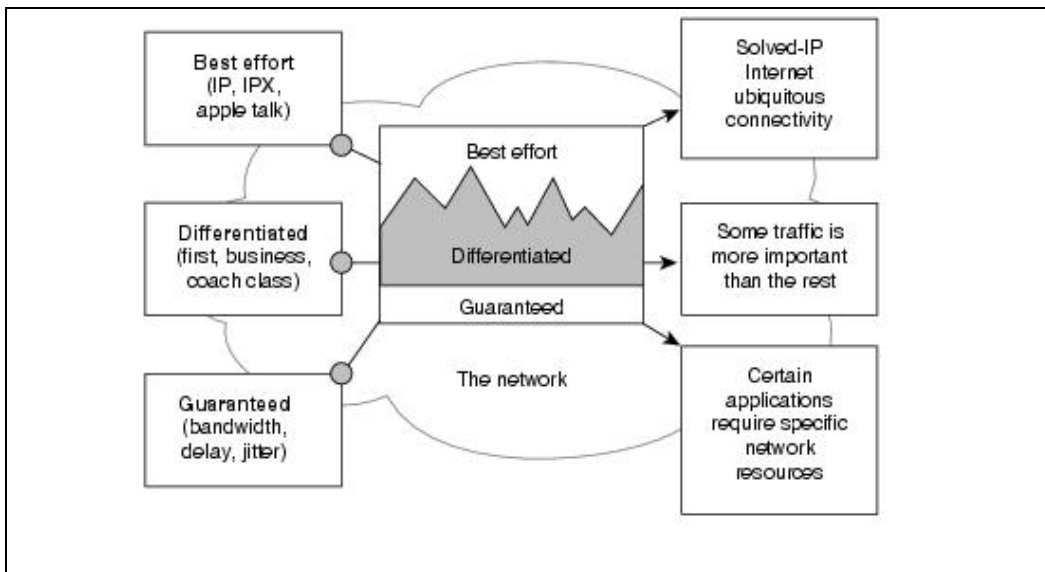 Best effort
(IP, IPX,
apple talk)
Differentiated
(first, business,
coach class)
Guaranteed
(bandwidth,
delay, jitter)
Best effort
Differentiated
Guaranteed
The network
Solved-IP
Internet
ubiquitous
connectivity
Some traffic is
more important
than the rest
Certain
applications
require specific
network
resources